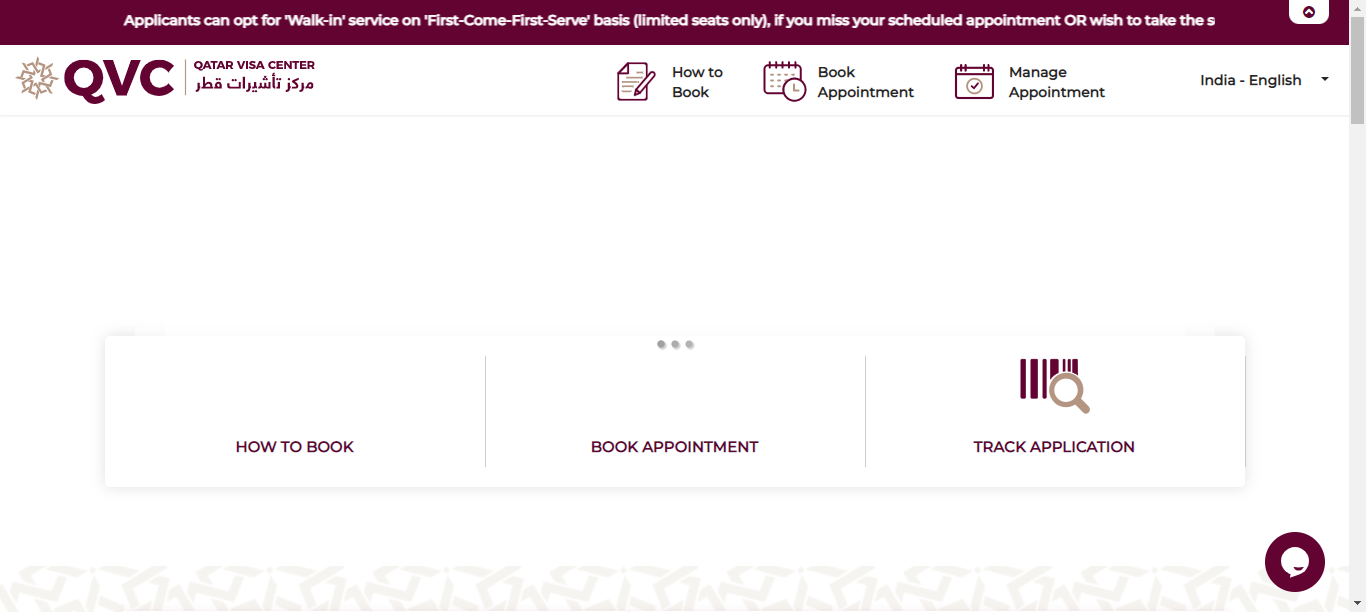 Applicants can opt for 'Walk-in' service on 'First-Come-First-Serve' basis (limited seats only), if you miss your scheduled appointment OR wish to take the
QVC
QATAR VISA CENTER
مركز تأشيرات قطر
How to
Book
Book
Appointment
Manage
Appointment
India - English
HOW TO BOOK
BOOK APPOINTMENT
TRACK APPLICATION